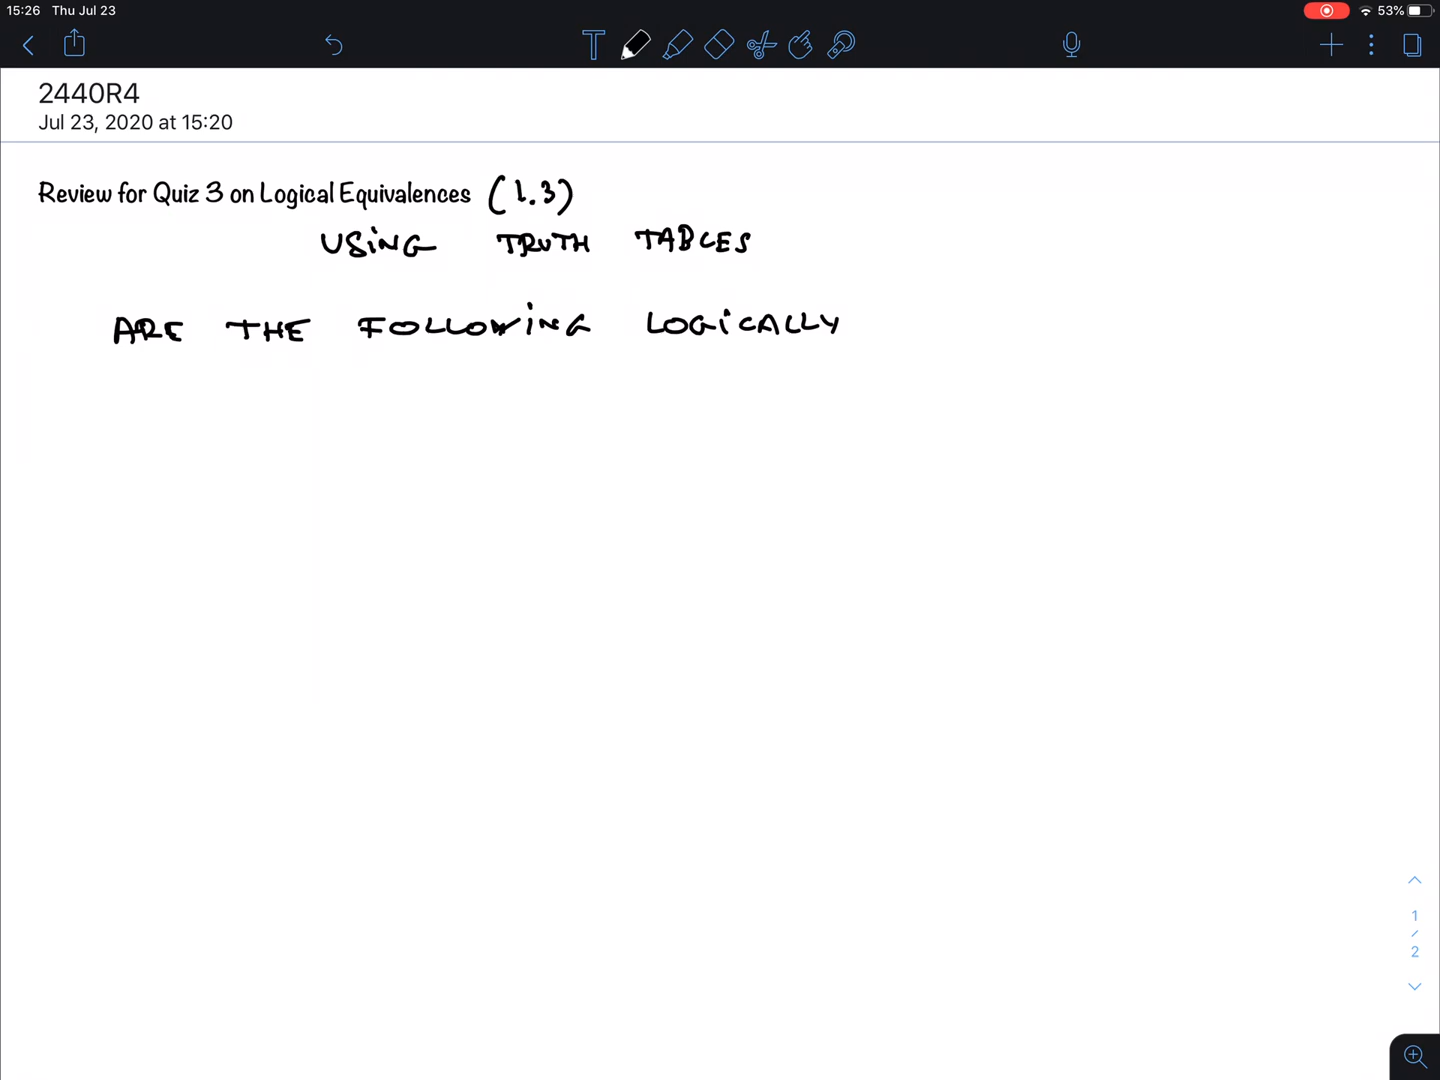 15:26 Thu Jul 23
53%
T
2440R4
Jul 23, 2020 at 15:20
Review for Quiz 3 on Logical Equivalences (1.3)
USiNG TRUTH TABLES
ARE THE FOLLOWiNG LOGiCALLY
1
/
2